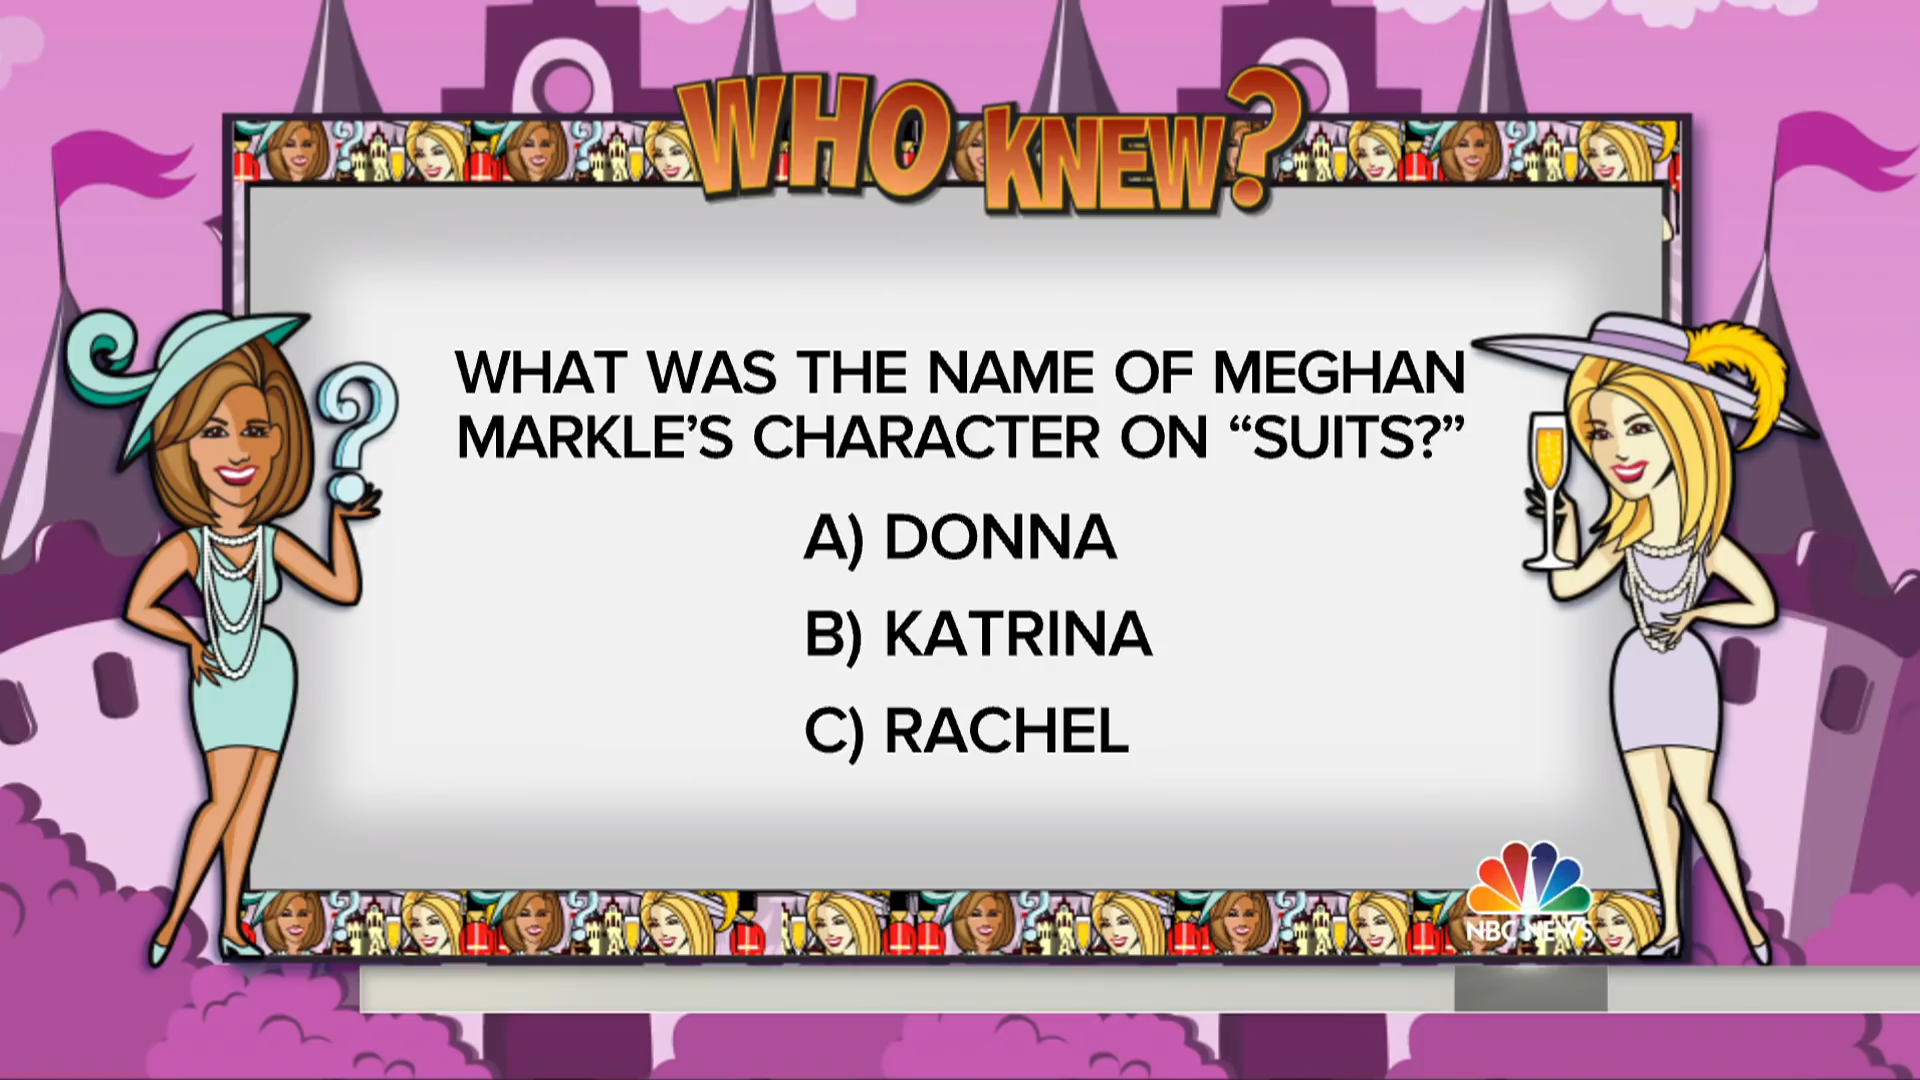 WHO KNEW?
WHAT WAS THE NAME OF MEGHAN
MARKLE'S CHARACTER ON “SUITS?”
A) DONNA
B) KATRINA
C) RACHEL
NBC NEWS